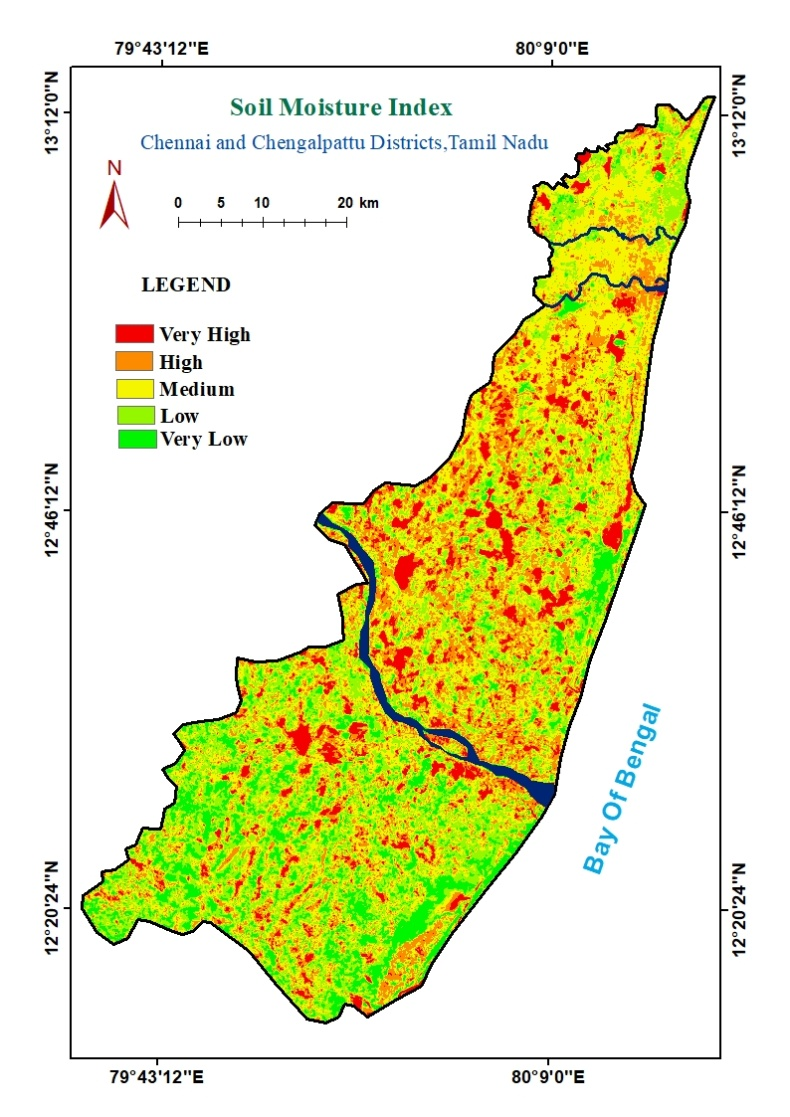 79°43'12"E 80°9'0"E
13°12'0"N 13°12'0"N
Soil Moisture Index
Chennai and Chengalpattu Districts,Tamil Nadu
N
0 5 10 20 km
LEGEND
Very High
High
Medium
Low
Very Low
12°46'12"N 12°46'12"N
Bay Of Bengal
12°20'24"N 12°20'24"N
79°43'12"E 80°9'0"E